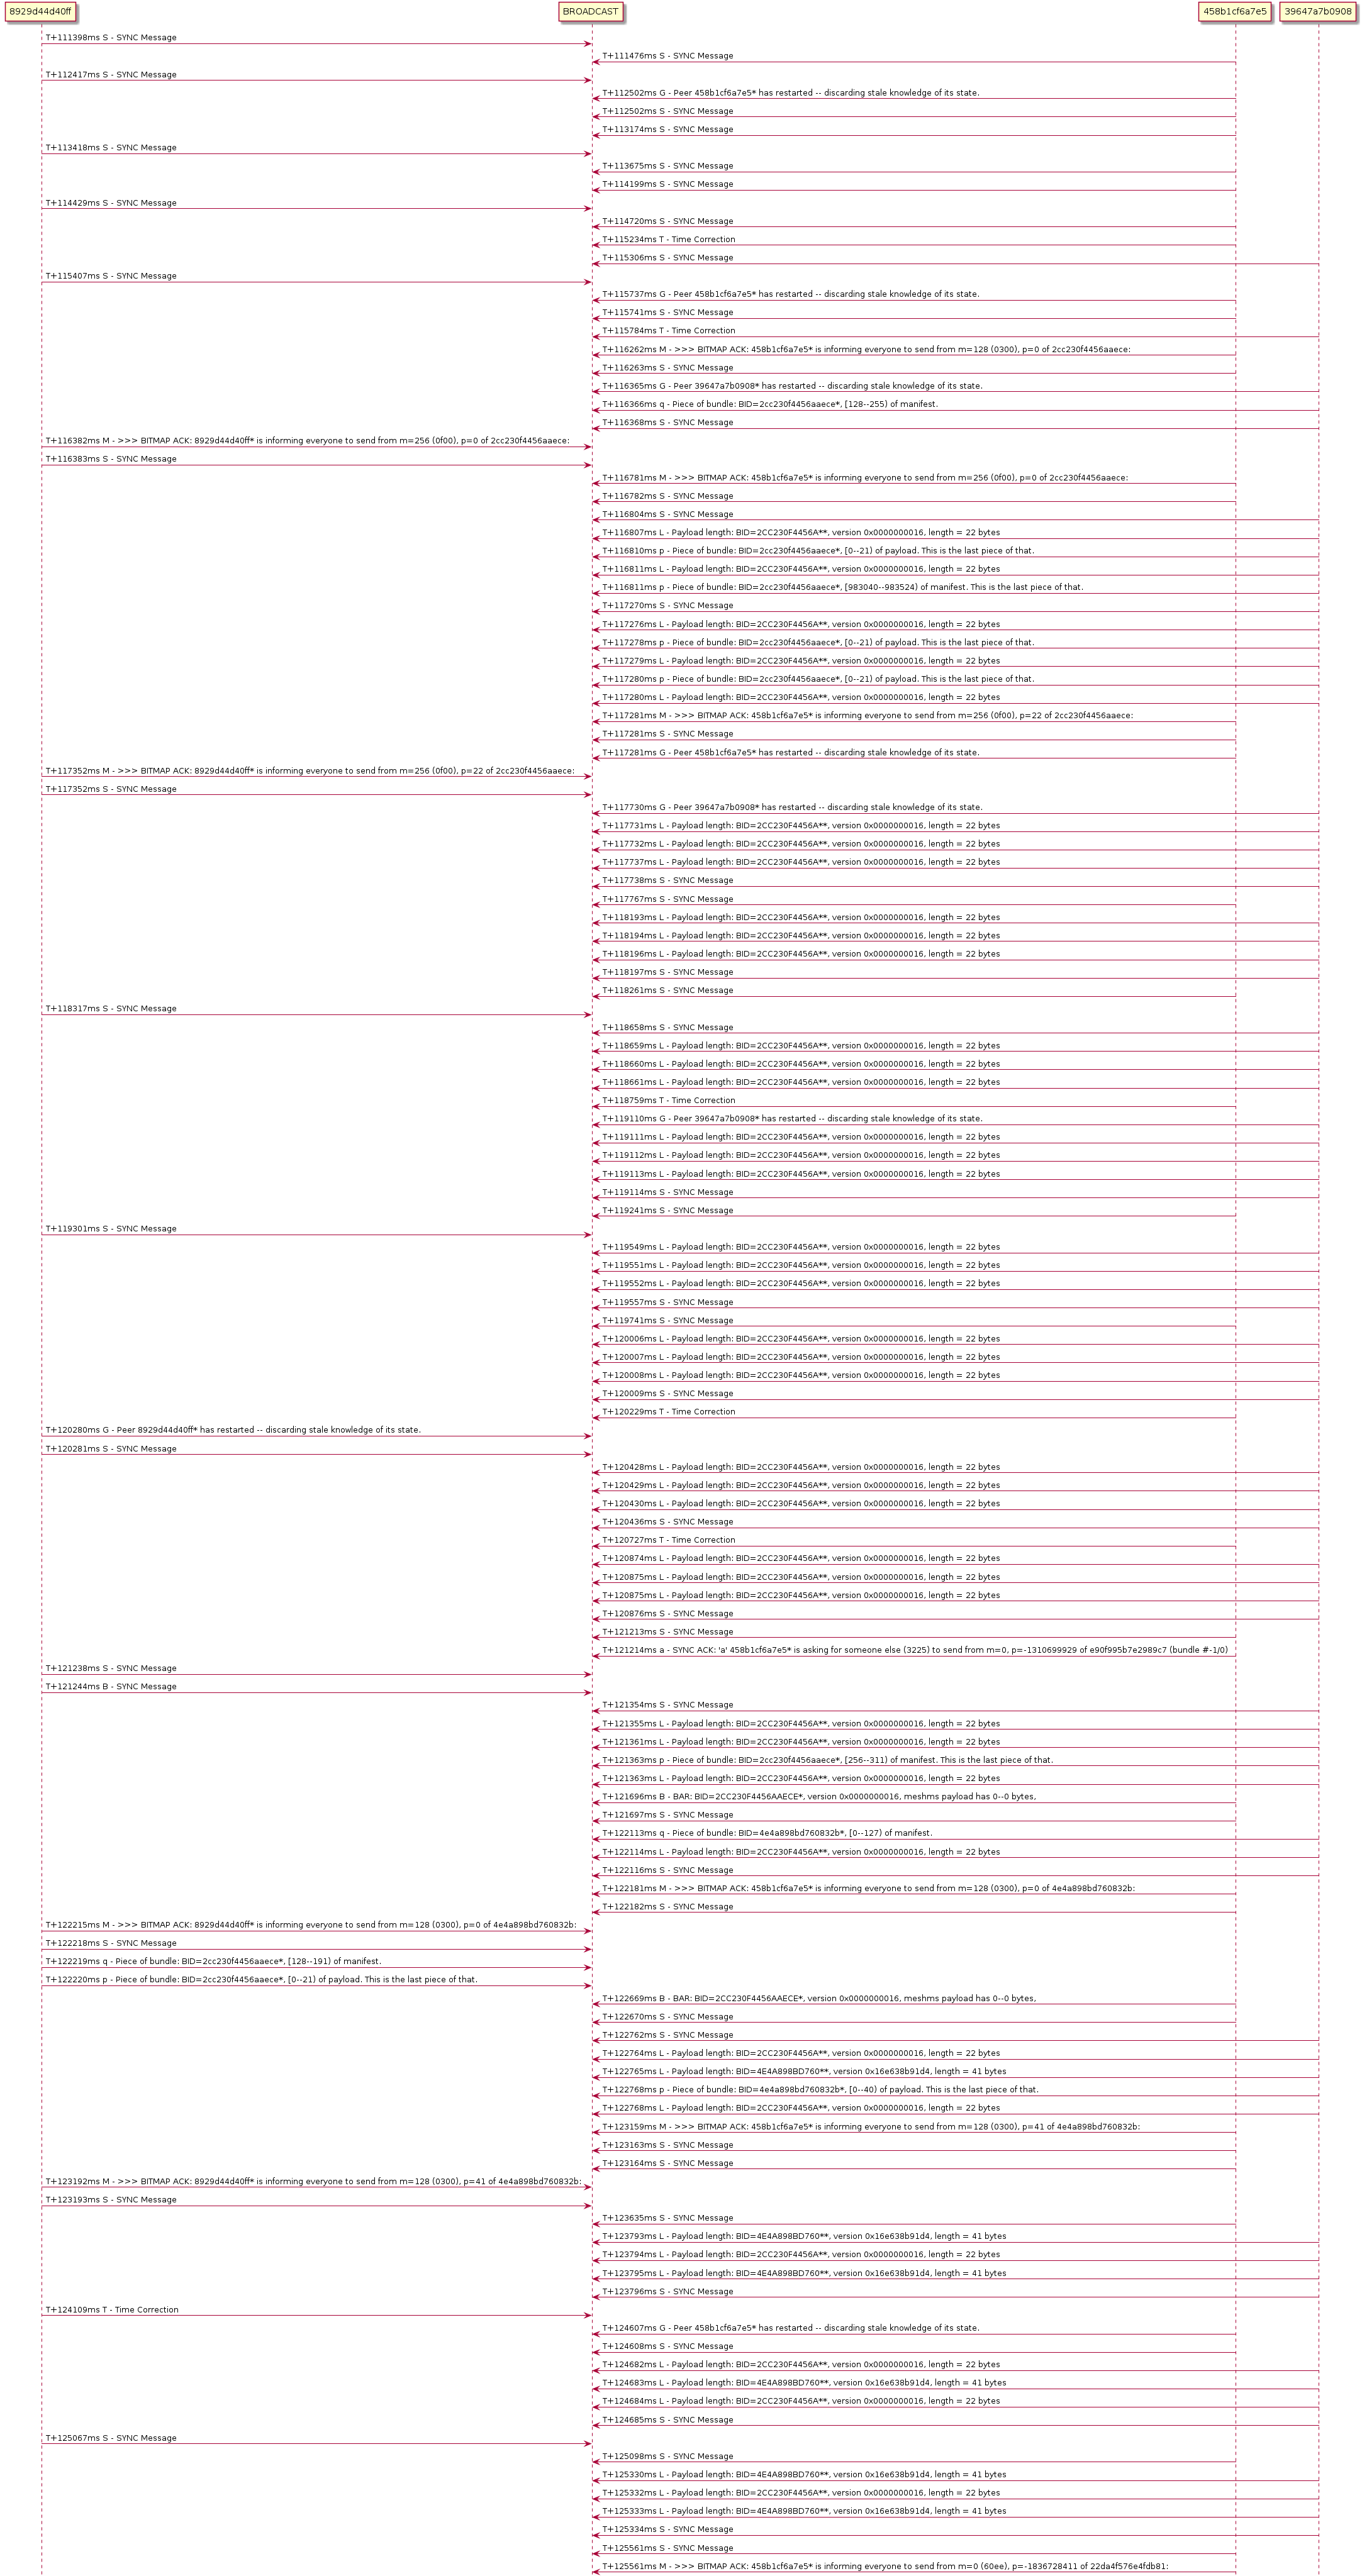 8929d44d40ff BROADCAST 458b1cf6a7e5 39647a7b0908
T+111398ms S - SYNC Message
T+111476ms S - SYNC Message
T+112417ms S - SYNC Message
T+112502ms G - Peer 458b1cf6a7e5* has restarted -- discarding stale knowledge of its state.
T+112502ms S - SYNC Message
T+113174ms S - SYNC Message
T+113418ms S - SYNC Message
T+113675ms S - SYNC Message
T+114199ms S - SYNC Message
T+114429ms S - SYNC Message
T+114720ms S - SYNC Message
T+115234ms T - Time Correction
T+115306ms S - SYNC Message
T+115407ms S - SYNC Message
T+115737ms G - Peer 458b1cf6a7e5* has restarted -- discarding stale knowledge of its state.
T+115741ms S - SYNC Message
T+115784ms T - Time Correction
T+116262ms M - >>> BITMAP ACK: 458b1cf6a7e5* is informing everyone to send from m=128 (0300), p=0 of 2cc230f4456aaece:
T+116263ms S - SYNC Message
T+116365ms G - Peer 39647a7b0908* has restarted -- discarding stale knowledge of its state.
T+116366ms q - Piece of bundle: BID=2cc230f4456aaece*, [128--255) of manifest.
T+116368ms S - SYNC Message
T+116382ms M - >>> BITMAP ACK: 8929d44d40ff* is informing everyone to send from m=256 (0f00), p=0 of 2cc230f4456aaece:
T+116383ms S - SYNC Message
T+116781ms M - >>> BITMAP ACK: 458b1cf6a7e5* is informing everyone to send from m=256 (0f00), p=0 of 2cc230f4456aaece:
T+116782ms S - SYNC Message
T+116804ms S - SYNC Message
T+116807ms L - Payload length: BID=2CC230F4456A**, version 0x0000000016, length = 22 bytes
T+116810ms p - Piece of bundle: BID=2cc230f4456aaece*, [0--21) of payload. This is the last piece of that.
T+116811ms L - Payload length: BID=2CC230F4456A**, version 0x0000000016, length = 22 bytes
T+116811ms p - Piece of bundle: BID=2cc230f4456aaece*, [983040--983524) of manifest. This is the last piece of that.
T+117270ms S - SYNC Message
T+117276ms L - Payload length: BID=2CC230F4456A**, version 0x0000000016, length = 22 bytes
T+117278ms p - Piece of bundle: BID=2cc230f4456aaece*, [0--21) of payload. This is the last piece of that.
T+117279ms L - Payload length: BID=2CC230F4456A**, version 0x0000000016, length = 22 bytes
T+117280ms p - Piece of bundle: BID=2cc230f4456aaece*, [0--21) of payload. This is the last piece of that.
T+117280ms L - Payload length: BID=2CC230F4456A**, version 0x0000000016, length = 22 bytes
T+117281ms M - >>> BITMAP ACK: 458b1cf6a7e5* is informing everyone to send from m=256 (0f00), p=22 of 2cc230f4456aaece:
T+117281ms S - SYNC Message
T+117281ms G - Peer 458b1cf6a7e5* has restarted -- discarding stale knowledge of its state.
T+117352ms M - >>> BITMAP ACK: 8929d44d40ff* is informing everyone to send from m=256 (0f00), p=22 of 2cc230f4456aaece:
T+117352ms S - SYNC Message
T+117730ms G - Peer 39647a7b0908* has restarted -- discarding stale knowledge of its state.
T+117731ms L - Payload length: BID=2CC230F4456A**, version 0x0000000016, length = 22 bytes
T+117732ms L - Payload length: BID=2CC230F4456A**, version 0x0000000016, length = 22 bytes
T+117737ms L - Payload length: BID=2CC230F4456A**, version 0x0000000016, length = 22 bytes
T+117738ms S - SYNC Message
T+117767ms S - SYNC Message
T+118193ms L - Payload length: BID=2CC230F4456A**, version 0x0000000016, length = 22 bytes
T+118194ms L - Payload length: BID=2CC230F4456A**, version 0x0000000016, length = 22 bytes
T+118196ms L - Payload length: BID=2CC230F4456A**, version 0x0000000016, length = 22 bytes
T+118197ms S - SYNC Message
T+118261ms S - SYNC Message
T+118317ms S - SYNC Message
T+118658ms S - SYNC Message
T+118659ms L - Payload length: BID=2CC230F4456A**, version 0x0000000016, length = 22 bytes
T+118660ms L - Payload length: BID=2CC230F4456A**, version 0x0000000016, length = 22 bytes
T+118661ms L - Payload length: BID=2CC230F4456A**, version 0x0000000016, length = 22 bytes
T+118759ms T - Time Correction
T+119110ms G - Peer 39647a7b0908* has restarted -- discarding stale knowledge of its state.
T+119111ms L - Payload length: BID=2CC230F4456A**, version 0x0000000016, length = 22 bytes
T+119112ms L - Payload length: BID=2CC230F4456A**, version 0x0000000016, length = 22 bytes
T+119113ms L - Payload length: BID=2CC230F4456A**, version 0x0000000016, length = 22 bytes
T+119114ms S - SYNC Message
T+119241ms S - SYNC Message
T+119301ms S - SYNC Message
T+119549ms L - Payload length: BID=2CC230F4456A**, version 0x0000000016, length = 22 bytes
T+119551ms L - Payload length: BID=2CC230F4456A**, version 0x0000000016, length = 22 bytes
T+119552ms L - Payload length: BID=2CC230F4456A**, version 0x0000000016, length = 22 bytes
T+119557ms S - SYNC Message
T+119741ms S - SYNC Message
T+120006ms L - Payload length: BID=2CC230F4456A**, version 0x0000000016, length = 22 bytes
T+120007ms L - Payload length: BID=2CC230F4456A**, version 0x0000000016, length = 22 bytes
T+120008ms L - Payload length: BID=2CC230F4456A**, version 0x0000000016, length = 22 bytes
T+120009ms S - SYNC Message
T+120229ms T - Time Correction
T+120280ms G - Peer 8929d44d40ff* has restarted -- discarding stale knowledge of its state.
T+120281ms S - SYNC Message
T+120428ms L - Payload length: BID=2CC230F4456A**, version 0x0000000016, length = 22 bytes
T+120429ms L - Payload length: BID=2CC230F4456A**, version 0x0000000016, length = 22 bytes
T+120430ms L - Payload length: BID=2CC230F4456A**, version 0x0000000016, length = 22 bytes
T+120436ms S - SYNC Message
T+120727ms T - Time Correction
T+120874ms L - Payload length: BID=2CC230F4456A**, version 0x0000000016, length = 22 bytes
T+120875ms L - Payload length: BID=2CC230F4456A**, version 0x0000000016, length = 22 bytes
T+120875ms L - Payload length: BID=2CC230F4456A**, version 0x0000000016, length = 22 bytes
T+120876ms S - SYNC Message
T+121213ms S - SYNC Message
T+121214ms a - SYNC ACK: 'a' 458b1cf6a7e5* is asking for someone else (3225) to send from m=0, p=-1310699929 of e90f995b7e2989c7 (bundle #-1/0)
T+121238ms S - SYNC Message
T+121244ms B - SYNC Message
T+121354ms S - SYNC Message
T+121355ms L - Payload length: BID=2CC230F4456A**, version 0x0000000016, length = 22 bytes
T+121361ms L - Payload length: BID=2CC230F4456A**, version 0x0000000016, length = 22 bytes
T+121363ms p - Piece of bundle: BID=2cc230f4456aaece*, [256--311) of manifest. This is the last piece of that.
T+121363ms L - Payload length: BID=2CC230F4456A**, version 0x0000000016, length = 22 bytes
T+121696ms B - BAR: BID=2CC230F4456AAECE*, version 0x0000000016, meshms payload has 0--0 bytes,
T+121697ms S - SYNC Message
T+122113ms q - Piece of bundle: BID=4e4a898bd760832b*, [0--127) of manifest.
T+122114ms L - Payload length: BID=2CC230F4456A**, version 0x0000000016, length = 22 bytes
T+122116ms S - SYNC Message
T+122181ms M - >>> BITMAP ACK: 458b1cf6a7e5* is informing everyone to send from m=128 (0300), p=0 of 4e4a898bd760832b:
T+122182ms S - SYNC Message
T+122215ms M - >>> BITMAP ACK: 8929d44d40ff* is informing everyone to send from m=128 (0300), p=0 of 4e4a898bd760832b:
T+122218ms S - SYNC Message
T+122219ms q - Piece of bundle: BID=2cc230f4456aaece*, [128--191) of manifest.
T+122220ms p - Piece of bundle: BID=2cc230f4456aaece*, [0--21) of payload. This is the last piece of that.
T+122669ms B - BAR: BID=2CC230F4456AAECE*, version 0x0000000016, meshms payload has 0--0 bytes,
T+122670ms S - SYNC Message
T+122762ms S - SYNC Message
T+122764ms L - Payload length: BID=2CC230F4456A**, version 0x0000000016, length = 22 bytes
T+122765ms L - Payload length: BID=4E4A898BD760**, version 0x16e638b91d4, length = 41 bytes
T+122768ms p - Piece of bundle: BID=4e4a898bd760832b*, [0--40) of payload. This is the last piece of that.
T+122768ms L - Payload length: BID=2CC230F4456A**, version 0x0000000016, length = 22 bytes
T+123159ms M - >>> BITMAP ACK: 458b1cf6a7e5* is informing everyone to send from m=128 (0300), p=41 of 4e4a898bd760832b:
T+123163ms S - SYNC Message
T+123164ms S - SYNC Message
T+123192ms M - >>> BITMAP ACK: 8929d44d40ff* is informing everyone to send from m=128 (0300), p=41 of 4e4a898bd760832b:
T+123193ms S - SYNC Message
T+123635ms S - SYNC Message
T+123793ms L - Payload length: BID=4E4A898BD760**, version 0x16e638b91d4, length = 41 bytes
T+123794ms L - Payload length: BID=2CC230F4456A**, version 0x0000000016, length = 22 bytes
T+123795ms L - Payload length: BID=4E4A898BD760**, version 0x16e638b91d4, length = 41 bytes
T+123796ms S - SYNC Message
T+124109ms T - Time Correction
T+124607ms G - Peer 458b1cf6a7e5* has restarted -- discarding stale knowledge of its state.
T+124608ms S - SYNC Message
T+124682ms L - Payload length: BID=2CC230F4456A**, version 0x0000000016, length = 22 bytes
T+124683ms L - Payload length: BID=4E4A898BD760**, version 0x16e638b91d4, length = 41 bytes
T+124684ms L - Payload length: BID=2CC230F4456A**, version 0x0000000016, length = 22 bytes
T+124685ms S - SYNC Message
T+125067ms S - SYNC Message
T+125098ms S - SYNC Message
T+125330ms L - Payload length: BID=4E4A898BD760**, version 0x16e638b91d4, length = 41 bytes
T+125332ms L - Payload length: BID=2CC230F4456A**, version 0x0000000016, length = 22 bytes
T+125333ms L - Payload length: BID=4E4A898BD760**, version 0x16e638b91d4, length = 41 bytes
T+125334ms S - SYNC Message
T+125561ms S - SYNC Message
T+125561ms M - >>> BITMAP ACK: 458b1cf6a7e5* is informing everyone to send from m=0 (60ee), p=-1836728411 of 22da4f576e4fdb81: